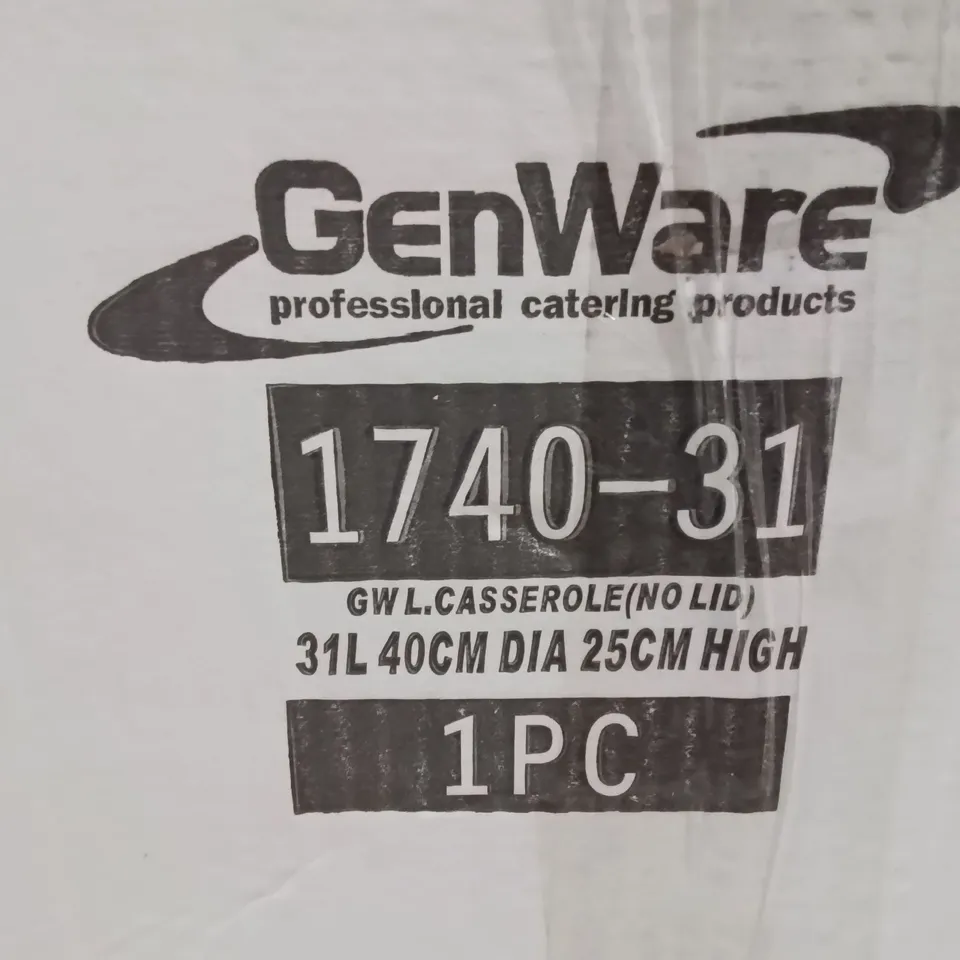 GenWare
professional catering products
1740-31
GW L.CASSEROLE(NO LID)
31L 40CM DIA 25CM HIGH
1PC